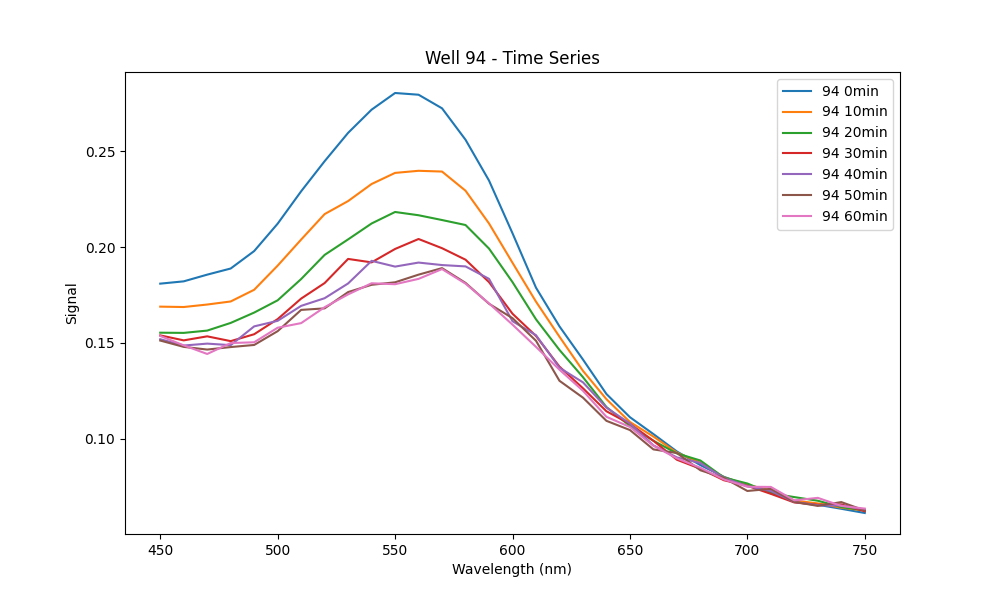 Well 94 - Time Series
94 0min
94 10min
94 20min
94 30min
94 40min
94 50min
94 60min
0.25
0.20
0.15
0.10
Signal
450 500 550 600 650 700 750
Wavelength (nm)